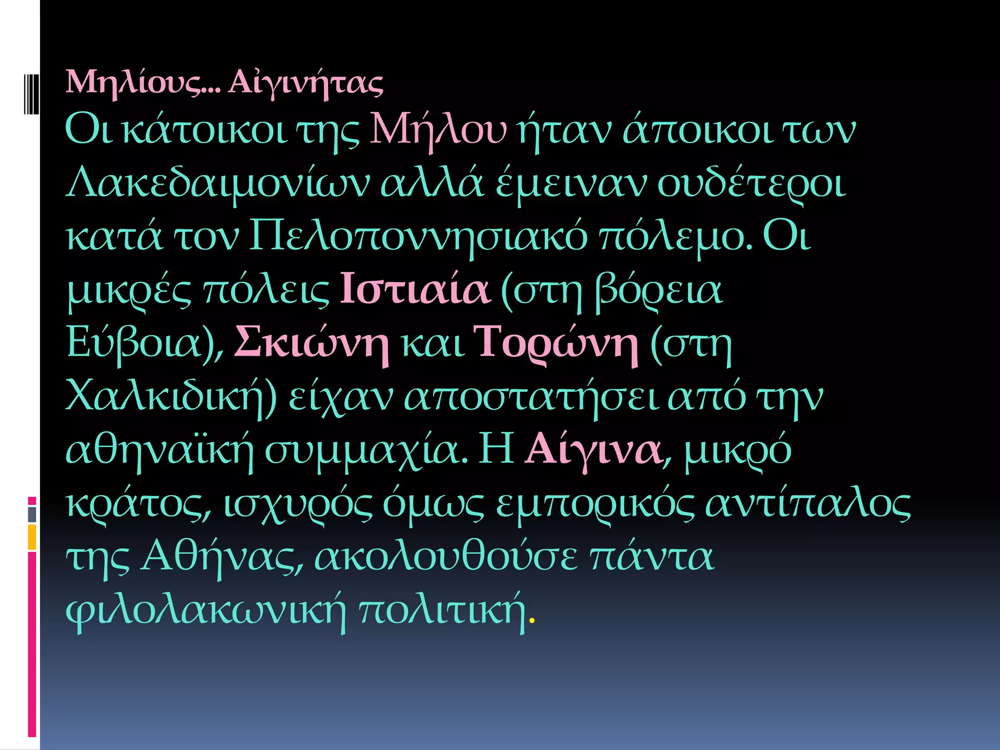 Μηλίους... Αἰγινήτας
Οι κάτοικοι της Μήλου ήταν άποικοι των
Λακεδαιμονίων αλλά έμειναν ουδέτεροι
κατά τον Πελοποννησιακό πόλεμο. Οι
μικρές πόλεις Ιστιαία (στη βόρεια
Εύβοια), Σκιώνη και Τορώνη (στη
Χαλκιδική) είχαν αποστατήσει από την
αθηναϊκή συμμαχία. Η Αίγινα, μικρό
κράτος, ισχυρός όμως εμπορικός αντίπαλος
της Αθήνας, ακολουθούσε πάντα
φιλολακωνική πολιτική.